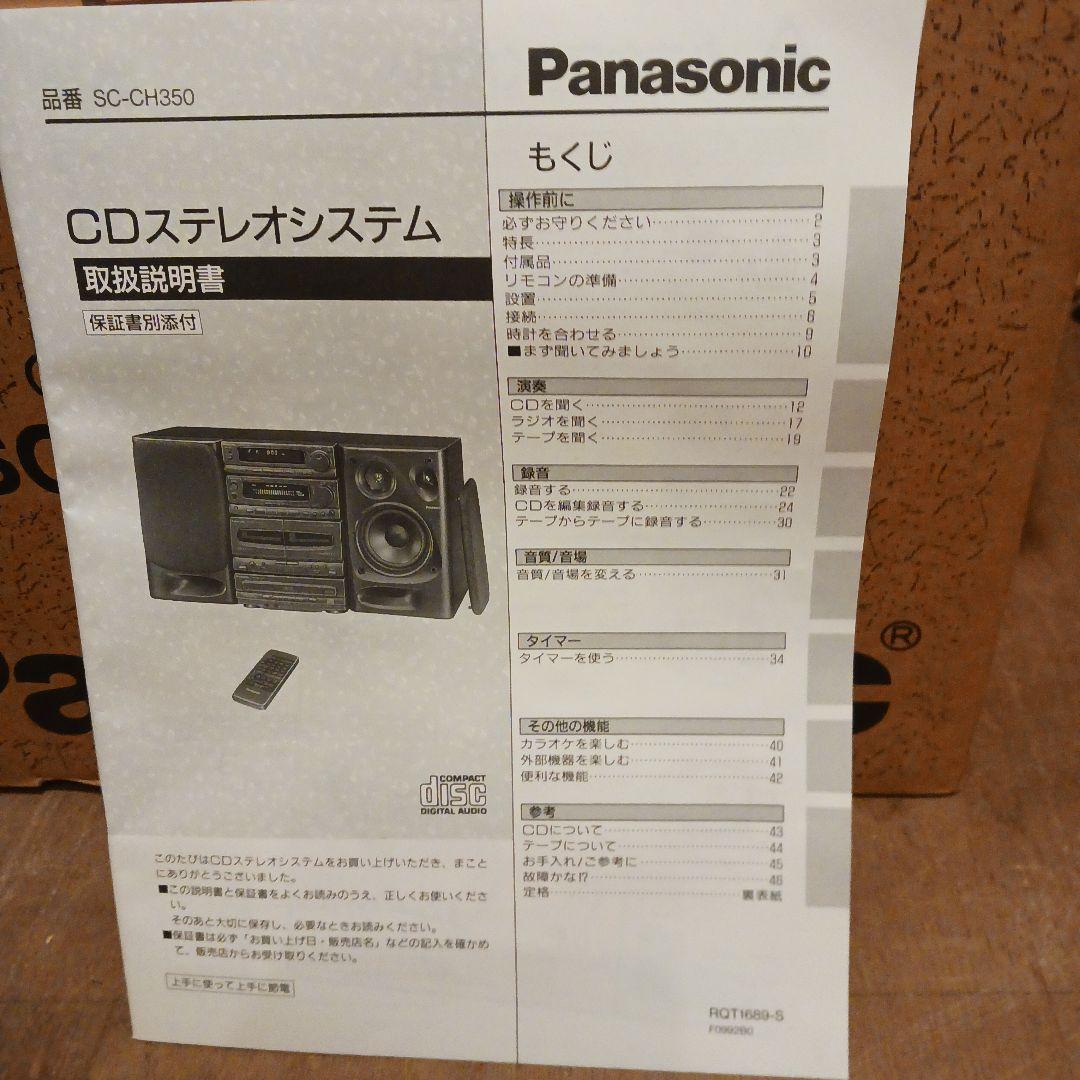 品番 SC-CH350
Panasonic
CDステレオシステム
取扱説明書
保証書別添付
COMPACT
disc
DIGITAL AUDIO
このたびはCDステレオシステムをお買い上げいただき、まこと
にありがとうございました。
■この説明書と保証書をよくお読みのうえ、正しくお使いくださ
い。
そのあと大切に保存し、必要なときお読みください。
■保証書は必ず「お買い上げ日・販売店名」などの記入を確かめ
て、販売店からお受け取りください。
上手に使って上手に節電
もくじ
操作前に
必ずお守りください……2
特長……3
付属品……3
リモコンの準備……4
設置……5
接続……6
時計を合わせる……9
■まず聞いてみましょう……10
演奏
CDを聞く……12
ラジオを聞く……17
テープを聞く……19
録音
録音する……22
CDを編集録音する……24
テープからテープに録音する……30
音質/音場
音質/音場を変える……31
タイマー
タイマーを使う……34
その他の機能
カラオケを楽しむ……40
外部機器を楽しむ……41
便利な機能……42
参考
CDについて……43
テープについて……44
お手入れ/ご参考に……45
故障かな!?……46
定格……裏表紙
RQT1689-S
F0992B0
®